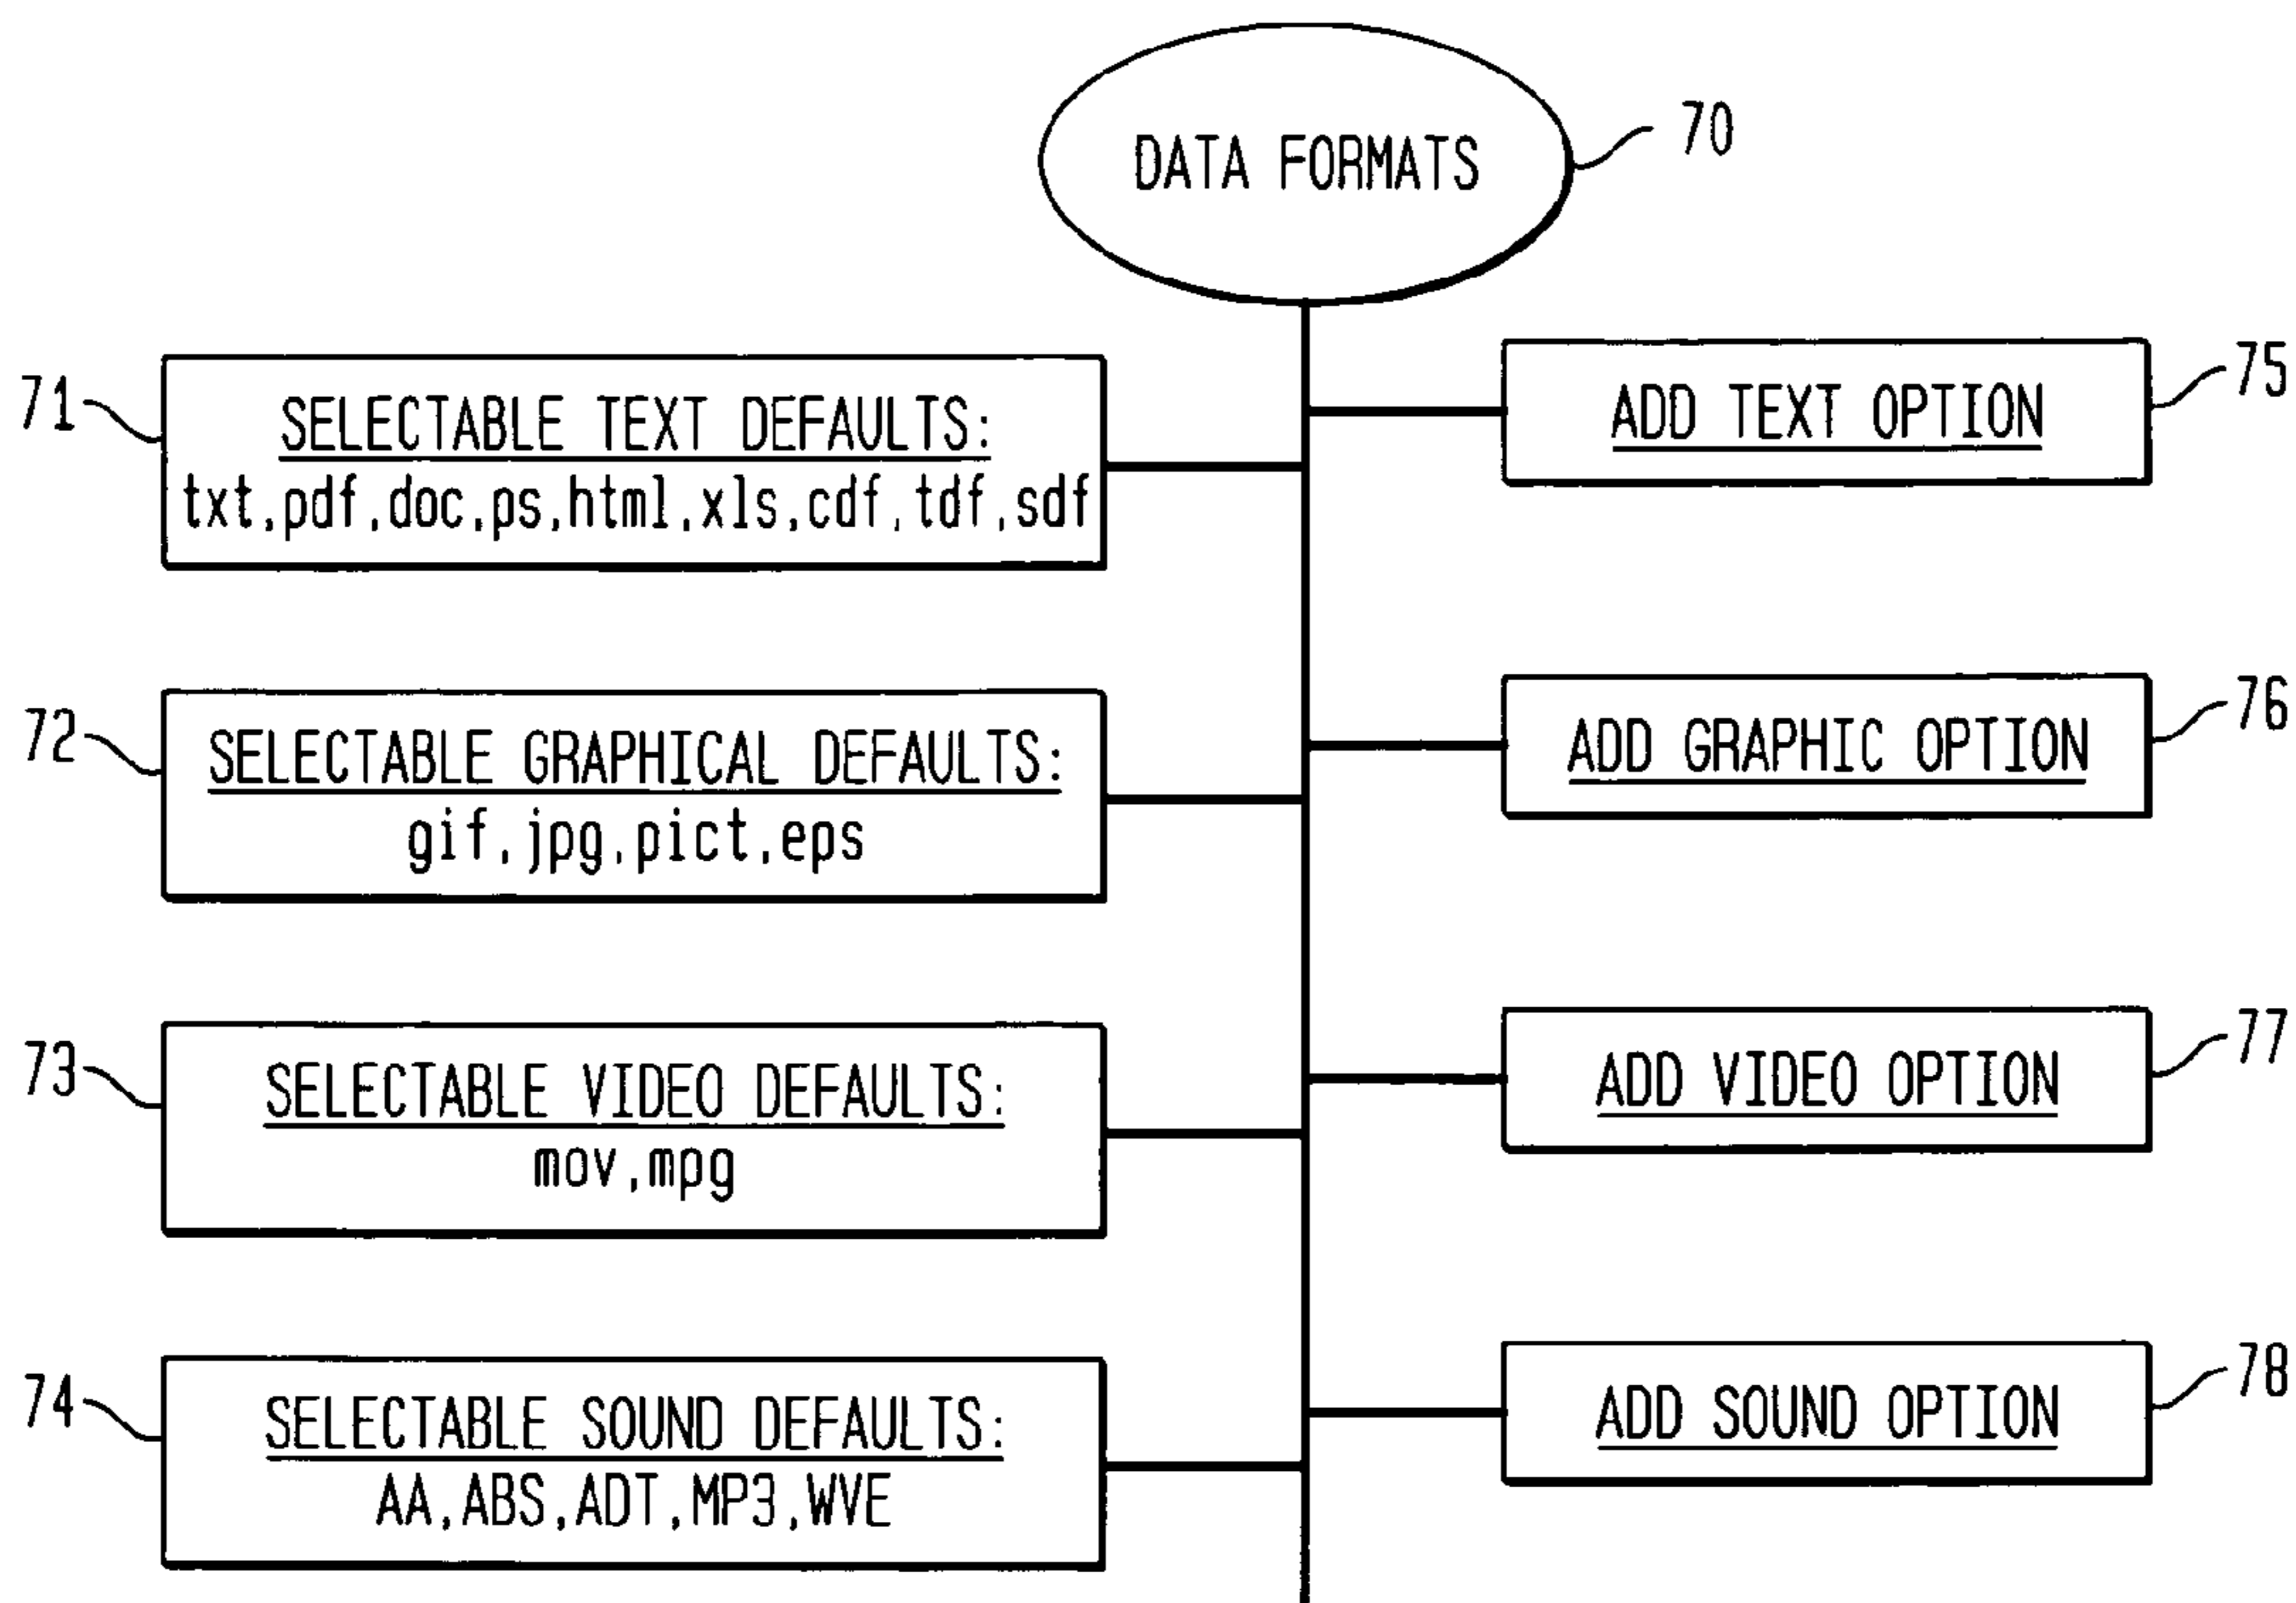 DATA FORMATS
70
71
SELECTABLE TEXT DEFAULTS:
txt,pdf,doc,ps,html,xls,cdf,tdf,sdf
75
ADD TEXT OPTION
72
SELECTABLE GRAPHICAL DEFAULTS:
gif,jpg,pict,eps
76
ADD GRAPHIC OPTION
73
SELECTABLE VIDEO DEFAULTS:
mov,mpg
77
ADD VIDEO OPTION
74
SELECTABLE SOUND DEFAULTS:
AA,ABS,ADT,MP3,WVE
78
ADD SOUND OPTION